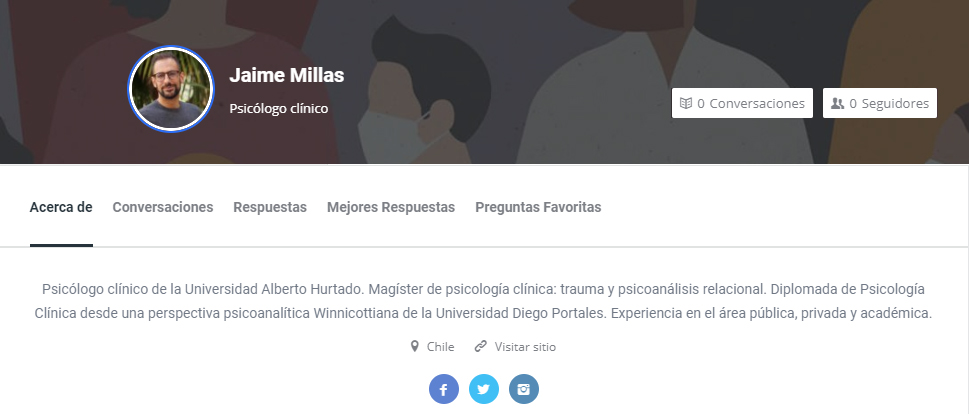 Jaime Millas
Psicólogo clínico
0 Conversaciones 0 Seguidores
Acerca de Conversaciones Respuestas Mejores Respuestas Preguntas Favoritas
Psicólogo clínico de la Universidad Alberto Hurtado. Magíster de psicología clínica: trauma y psicoanálisis relacional. Diplomada de Psicología
Clínica desde una perspectiva psicoanalítica Winnicottiana de la Universidad Diego Portales. Experiencia en el área pública, privada y académica.
Chile Visitar sitio